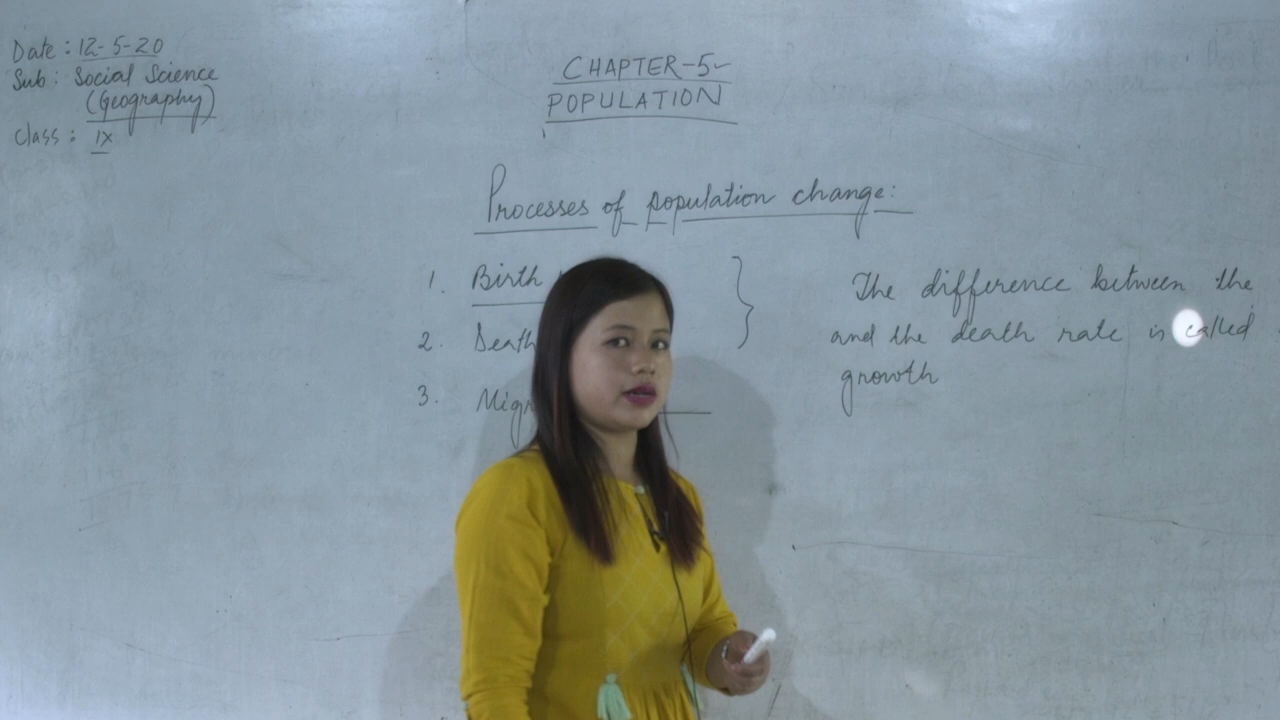 Date : 12-5-20
Sub : Social Science
(Geography)
Class : IX
CHAPTER-5
POPULATION
Processes of population change:
1. Birth
2. Death
3. Migr
The difference between the
and the death rate is called
growth